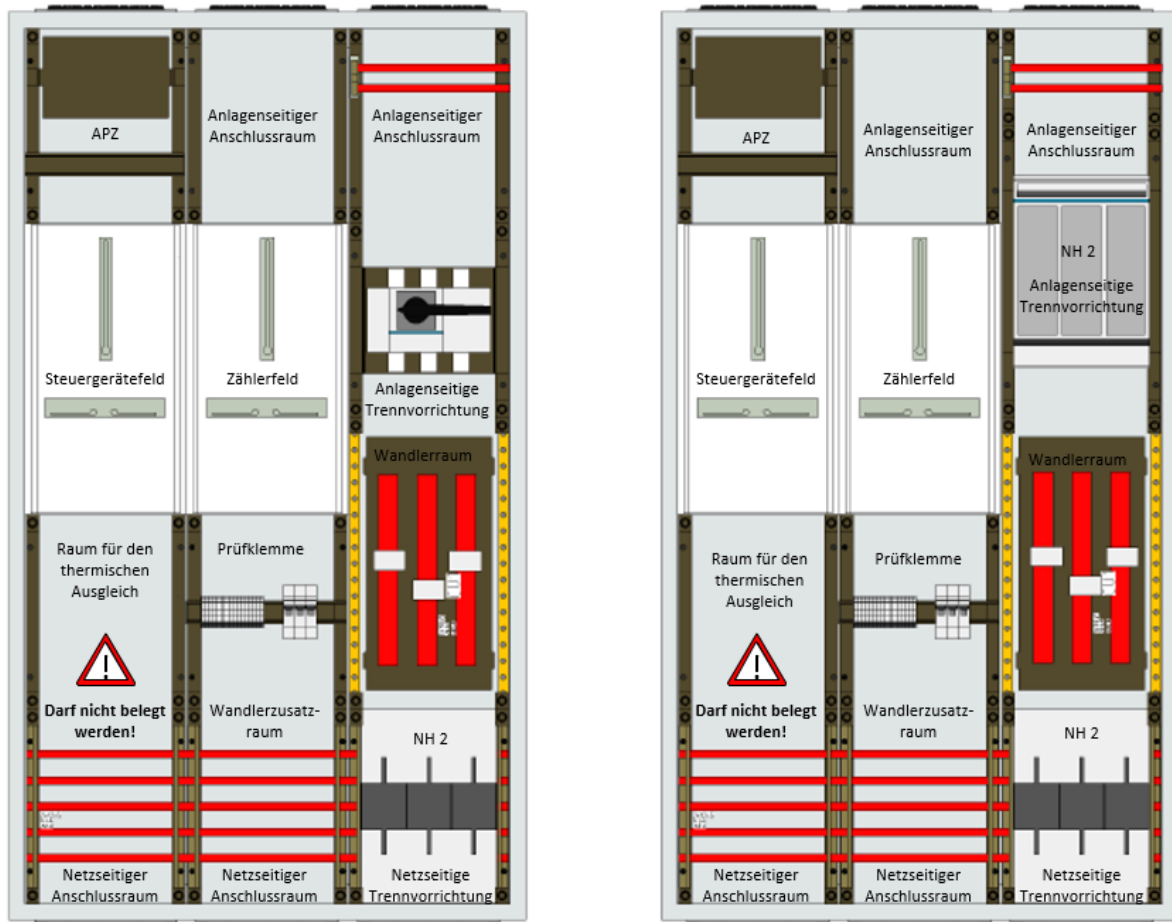 APZ
Anlagenseitiger
Anschlussraum
Anlagenseitiger
Anschlussraum
Steuergerätefeld
Zählerfeld
Anlagenseitige
Trennvorrichtung
Wandlerraum
Raum für den
thermischen
Ausgleich
Prüfklemme
Darf nicht belegt
werden!
Wandlerzusatz-
raum
NH 2
Netzseitiger
Anschlussraum
Netzseitiger
Anschlussraum
Netzseitige
Trennvorrichtung
APZ
Anlagenseitiger
Anschlussraum
Anlagenseitiger
Anschlussraum
NH 2
Anlagenseitige
Trennvorrichtung
Steuergerätefeld
Zählerfeld
Wandlerraum
Raum für den
thermischen
Ausgleich
Prüfklemme
Darf nicht belegt
werden!
Wandlerzusatz-
raum
NH 2
Netzseitiger
Anschlussraum
Netzseitiger
Anschlussraum
Netzseitige
Trennvorrichtung